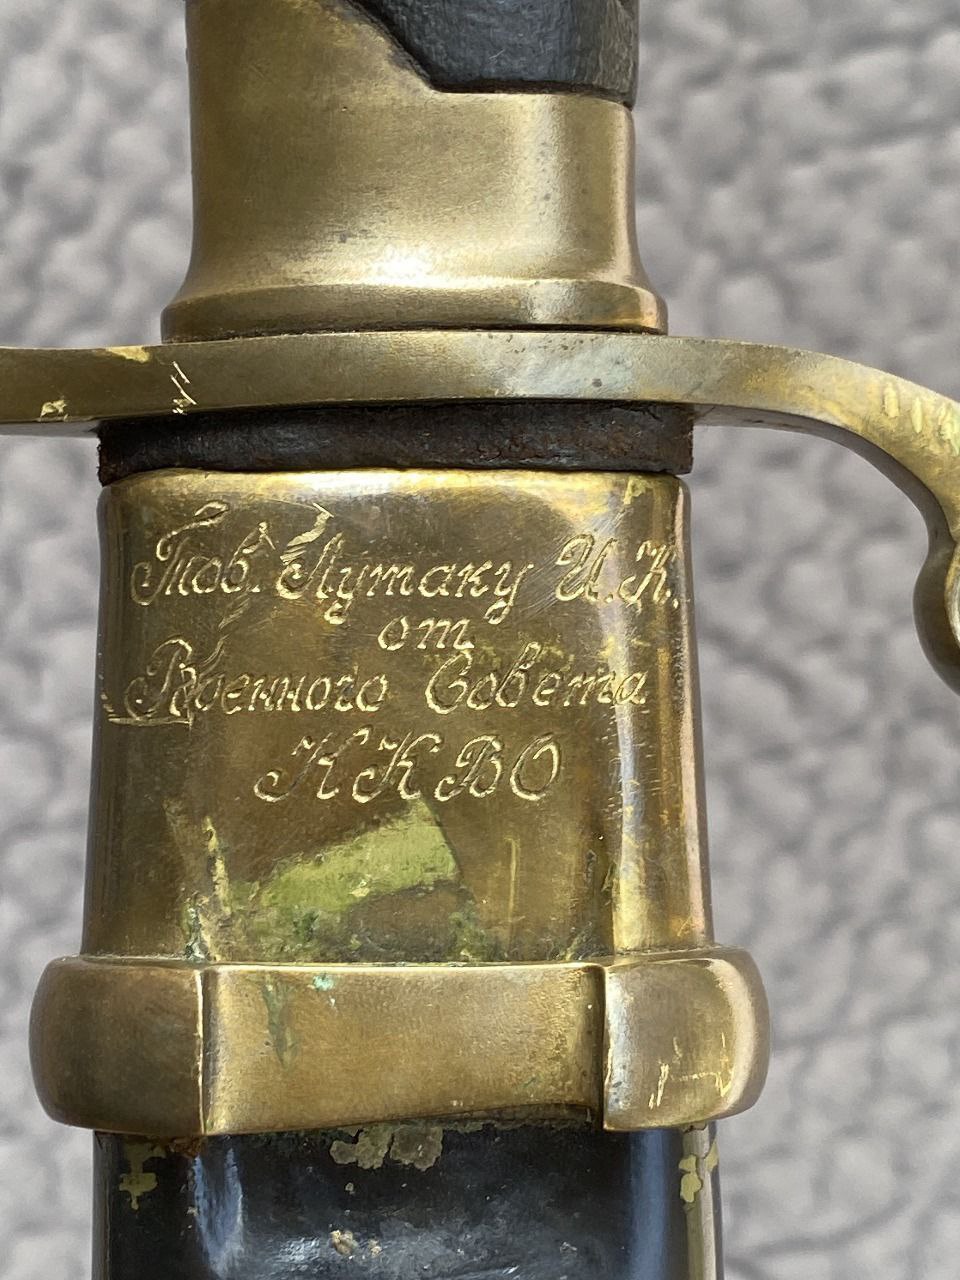 Тов. Лутаку И.К.
от
Военного Совета
ККВО